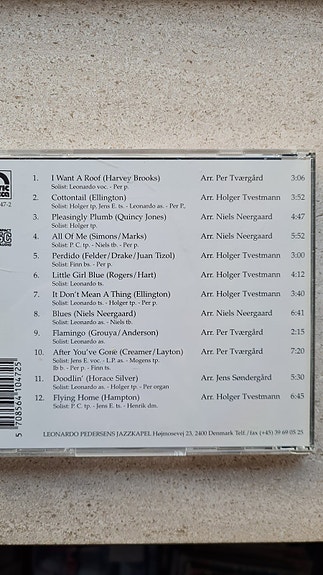 47-2
1. I Want A Roof (Harvey Brooks) Arr. Per Tværgård 3:06
Solist: Leonardo voc. - Per p.
2. Cottontail (Ellington) Arr. Holger Tvestmann 3:52
Solist: Holger tp, Jens E. ts. - Leonardo as. - Per P.,
3. Pleasingly Plumb (Quincy Jones) Arr. Niels Neergaard 4:47
Solist: Holger tp.
4. All Of Me (Simons/Marks) Arr. Niels Neergaard 5:52
Solist: P. C. tp. - Niels tb. - Per p.
5. Perdido (Felder/Drake/Juan Tizol) Arr. Holger Tvestmann 3:00
Solist: Finn bs. - Per p.
6. Little Girl Blue (Rogers/Hart) Arr. Holger Tvestmann 4:12
Solist: Leonardo ts.
7. It Don't Mean A Thing (Ellington) Arr. Holger Tvestmann 3:40
Solist: Leonardo ts. - Holger tp. - Per p.
8. Blues (Niels Neergaard) Arr. Niels Neergaard 6:41
Solist: Leonardo as. - Niels tb.
9. Flamingo (Grouya/Anderson) Arr. Per Tværgård 2:15
Solist: Leonardo as.
10. After You've Gone (Creamer/Layton) Arr. Per Tværgård 7:20
Solist: Jens E. voc. - L.P. as. - Mogens tp.
Ib b. - Per p. - Finn ts.
11. Doodlin' (Horace Silver) Arr. Jens Søndergård 5:30
Solist: Leonardo as. - Holger tp. - Per organ
12. Flying Home (Hampton) Arr. Holger Tvestmann 6:45
Solist: P. C. tp. - Jens E. ts. - Henrik dm.
5 708564 104725
LEONARDO PEDERSENS JAZZKAPEL Højmosevej 23, 2400 Denmark Telf./fax (+45) 39 69 05 25